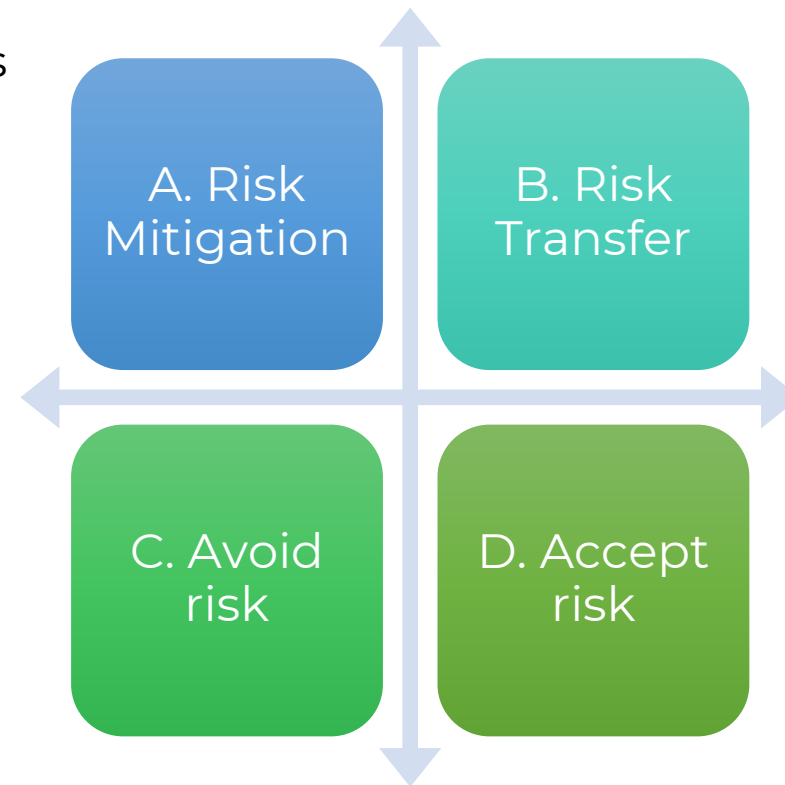 A. Risk
Mitigation
B. Risk
Transfer
C. Avoid
risk
D. Accept
risk